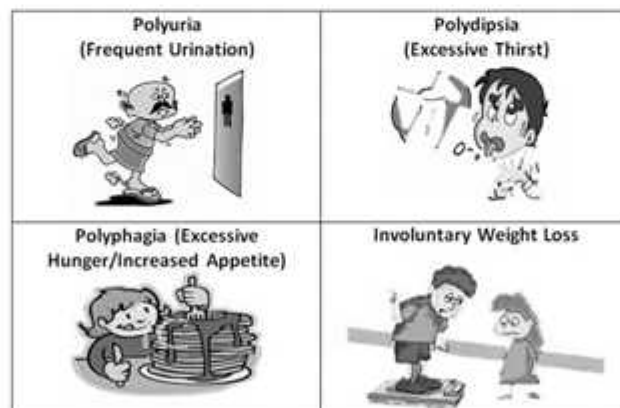 Polyuria
(Frequent Urination)
Polydipsia
(Excessive Thirst)
Polyphagia (Excessive
Hunger/Increased Appetite)
Involuntary Weight Loss